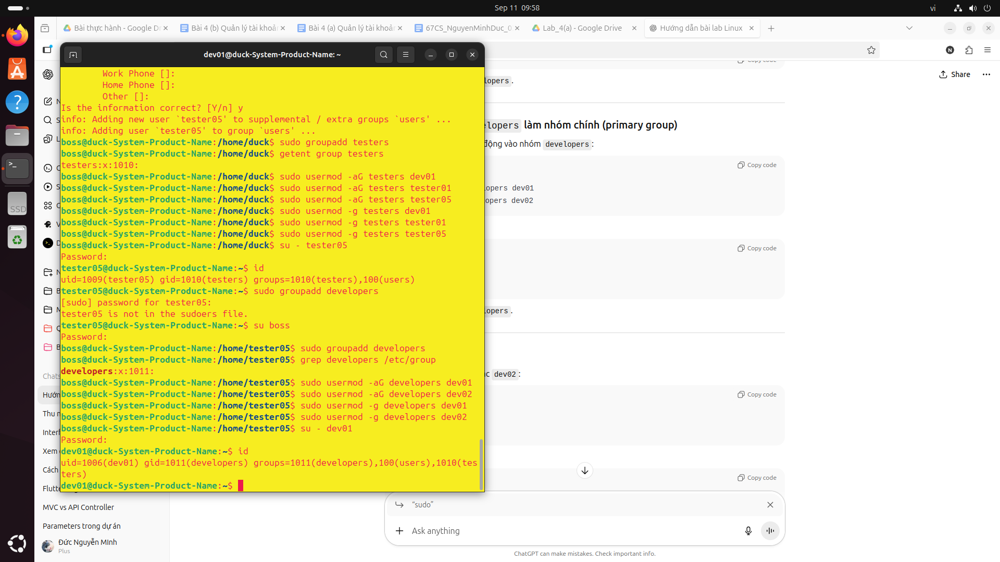 Sep 11 09:58
vi
Bài thực hành - Google Dr
Bài 4 (b) Quản lý tài khoản
Bài 4 (a) Quản lý tài khoản
67CS_NguyenMinhDuc_0
Lab_4(a) - Google Drive
Hướng dẫn bài lab Linux
dev01@duck-System-Product-Name: ~
Work Phone []:
Home Phone []:
Other []:
Is the information correct? [Y/n] y
info: Adding new user `tester05' to supplemental / extra groups `users' ...
info: Adding user `tester05' to group `users' ...
boss@duck-System-Product-Name:/home/duck$ sudo groupadd testers
boss@duck-System-Product-Name:/home/duck$ getent group testers
testers:x:1010:
boss@duck-System-Product-Name:/home/duck$ sudo usermod -aG testers dev01
boss@duck-System-Product-Name:/home/duck$ sudo usermod -aG testers tester01
boss@duck-System-Product-Name:/home/duck$ sudo usermod -aG testers tester05
boss@duck-System-Product-Name:/home/duck$ sudo usermod -g testers dev01
boss@duck-System-Product-Name:/home/duck$ sudo usermod -g testers tester01
boss@duck-System-Product-Name:/home/duck$ sudo usermod -g testers tester05
boss@duck-System-Product-Name:/home/duck$ su - tester05
Password:
tester05@duck-System-Product-Name:~$ id
uid=1009(tester05) gid=1010(testers) groups=1010(testers),100(users)
tester05@duck-System-Product-Name:~$ sudo groupadd developers
[sudo] password for tester05:
tester05 is not in the sudoers file.
tester05@duck-System-Product-Name:~$ su boss
Password:
boss@duck-System-Product-Name:/home/tester05$ sudo groupadd developers
boss@duck-System-Product-Name:/home/tester05$ grep developers /etc/group
developers:x:1011:
boss@duck-System-Product-Name:/home/tester05$ sudo usermod -aG developers dev01
boss@duck-System-Product-Name:/home/tester05$ sudo usermod -aG developers dev02
boss@duck-System-Product-Name:/home/tester05$ sudo usermod -g developers dev01
boss@duck-System-Product-Name:/home/tester05$ sudo usermod -g developers dev02
boss@duck-System-Product-Name:/home/tester05$ su - dev01
Password:
dev01@duck-System-Product-Name:~$ id
uid=1006(dev01) gid=1011(developers) groups=1011(developers),100(users),1010(tes
ters)
dev01@duck-System-Product-Name:~$
SSD
Chats
Hướn
Thu n
Interf
Xem
Cách
Flutte
MVC vs API Controller
Parameters trong dự án
Đức Nguyễn MInh
Plus
N
Share
Copy code
lopers.
elopers làm nhóm chính (primary group)
động vào nhóm developers:
Copy code
lopers dev01
opers dev02
Copy code
lopers.
ác dev02:
Copy code
Copy code
“sudo”
Ask anything
ChatGPT can make mistakes. Check important info.